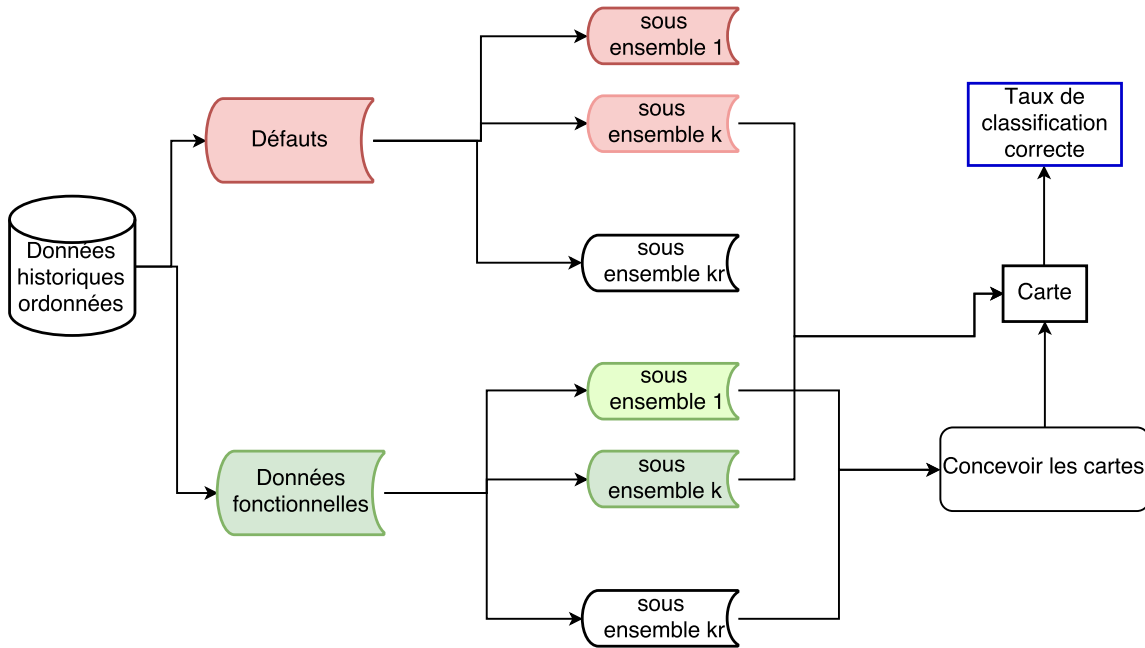 Données
historiques
ordonnées
Défauts
Données
fonctionnelles
sous
ensemble 1
sous
ensemble k
sous
ensemble kr
sous
ensemble 1
sous
ensemble k
sous
ensemble kr
Taux de
classification
correcte
Carte
Concevoir les cartes